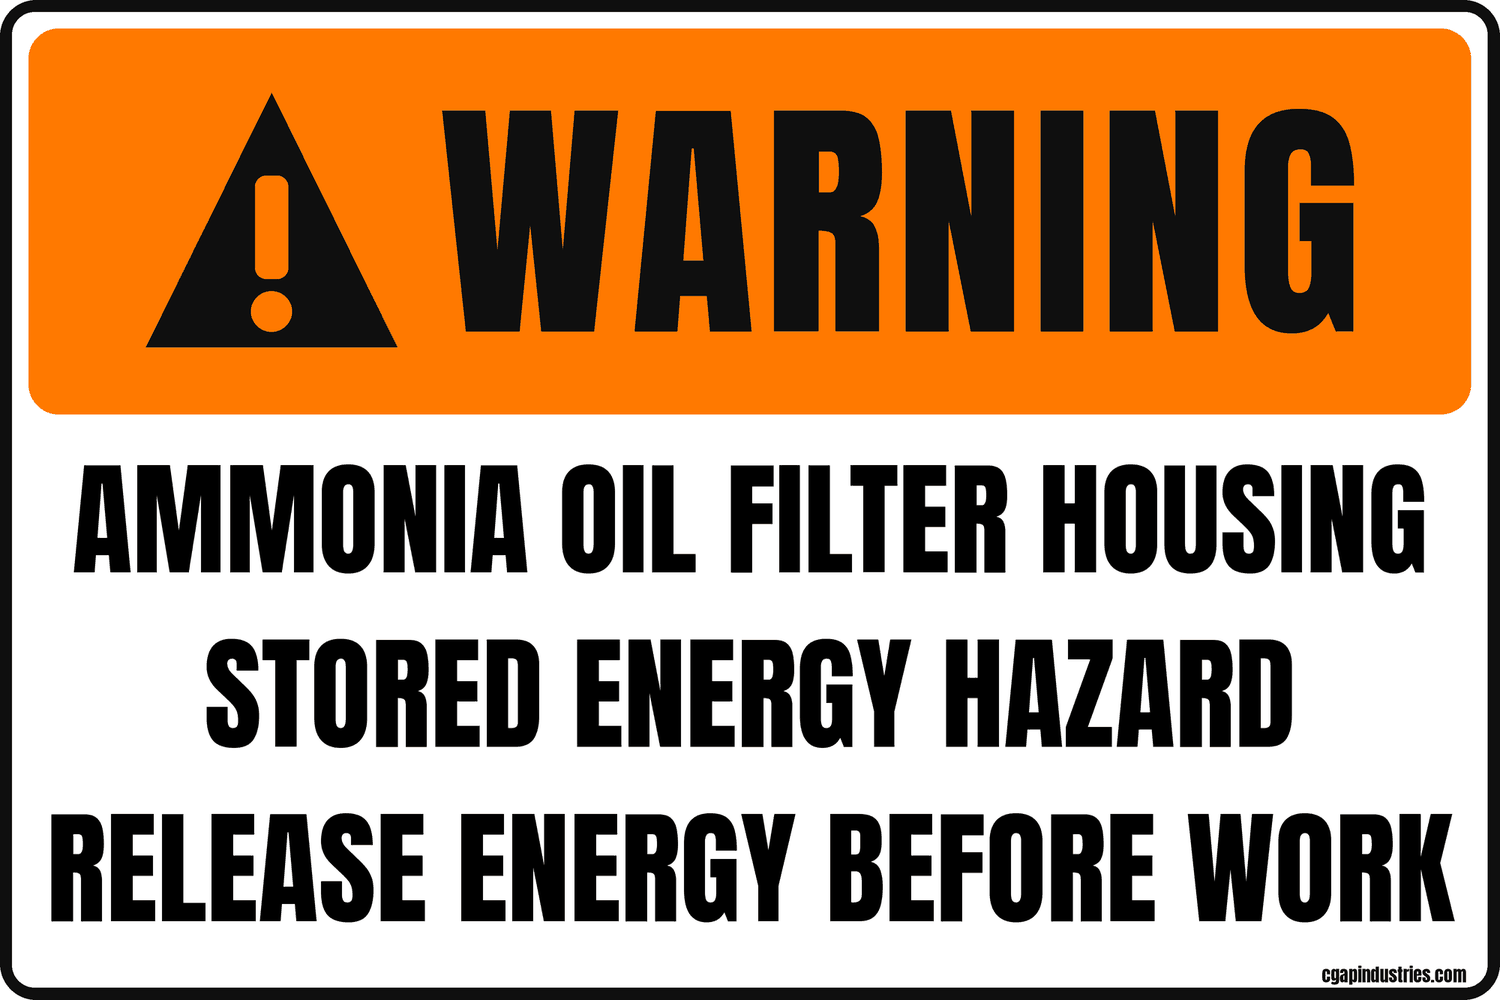 WARNING
AMMONIA OIL FILTER HOUSING
STORED ENERGY HAZARD
RELEASE ENERGY BEFORE WORK
cgapindustries.com